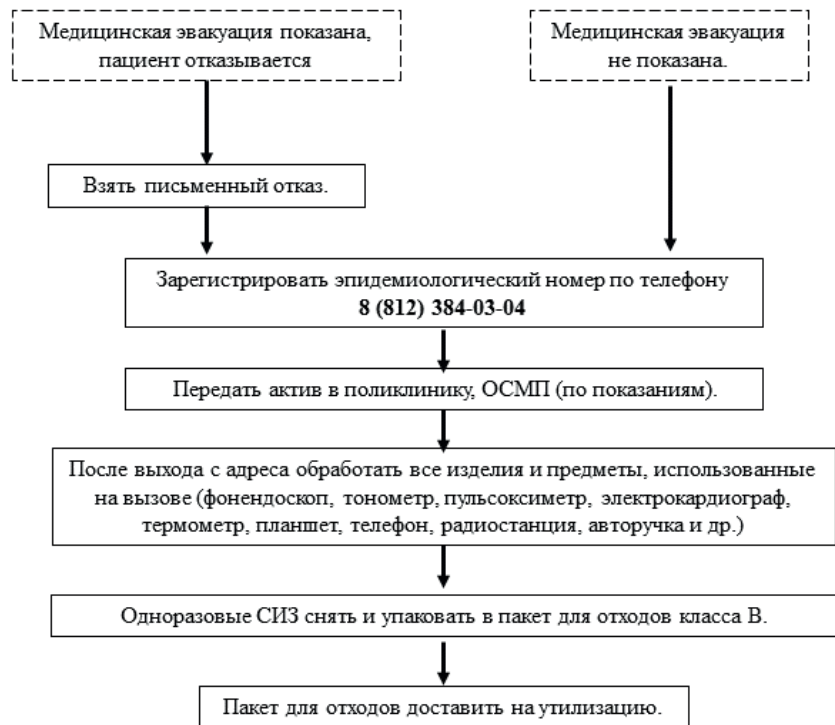 Медицинская эвакуация показана,
пациент отказывается
Медицинская эвакуация
не показана.
Взять письменный отказ.
Зарегистрировать эпидемиологический номер по телефону
8 (812) 384-03-04
Передать актив в поликлинику, ОСМП (по показаниям).
После выхода с адреса обработать все изделия и предметы, использованные
на вызове (фонендоскоп, тонометр, пульсоксиметр, электрокардиограф,
термометр, планшет, телефон, радиостанция, авторучка и др.)
Одноразовые СИЗ снять и упаковать в пакет для отходов класса В.
Пакет для отходов доставить на утилизацию.